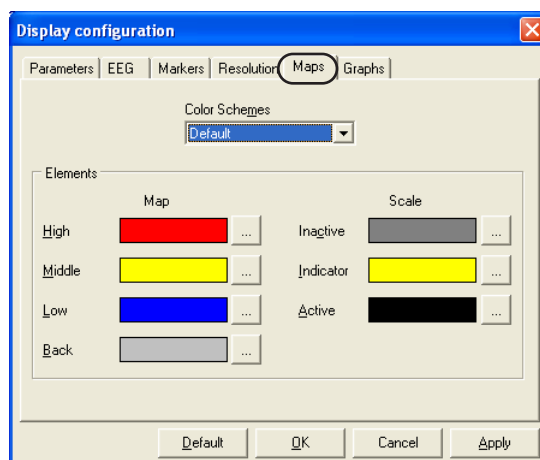 Display configuration
Parameters EEG Markers Resolution Maps Graphs
Color Schemes
Default
Elements
Map Scale
High ... Inactive ...
Middle ... Indicator ...
Low ... Active ...
Back ...
Default OK Cancel Apply